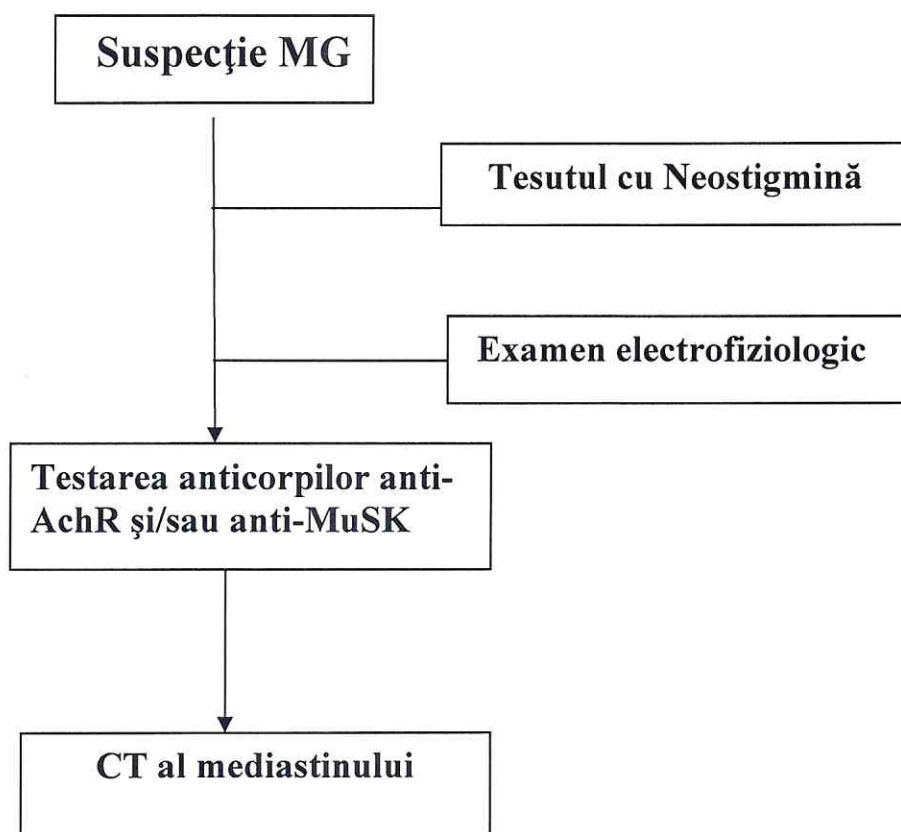 Suspecţie MG
Tesutul cu Neostigmină
Examen electrofiziologic
Testarea anticorpilor anti-
AchR şi/sau anti-MuSK
CT al mediastinului